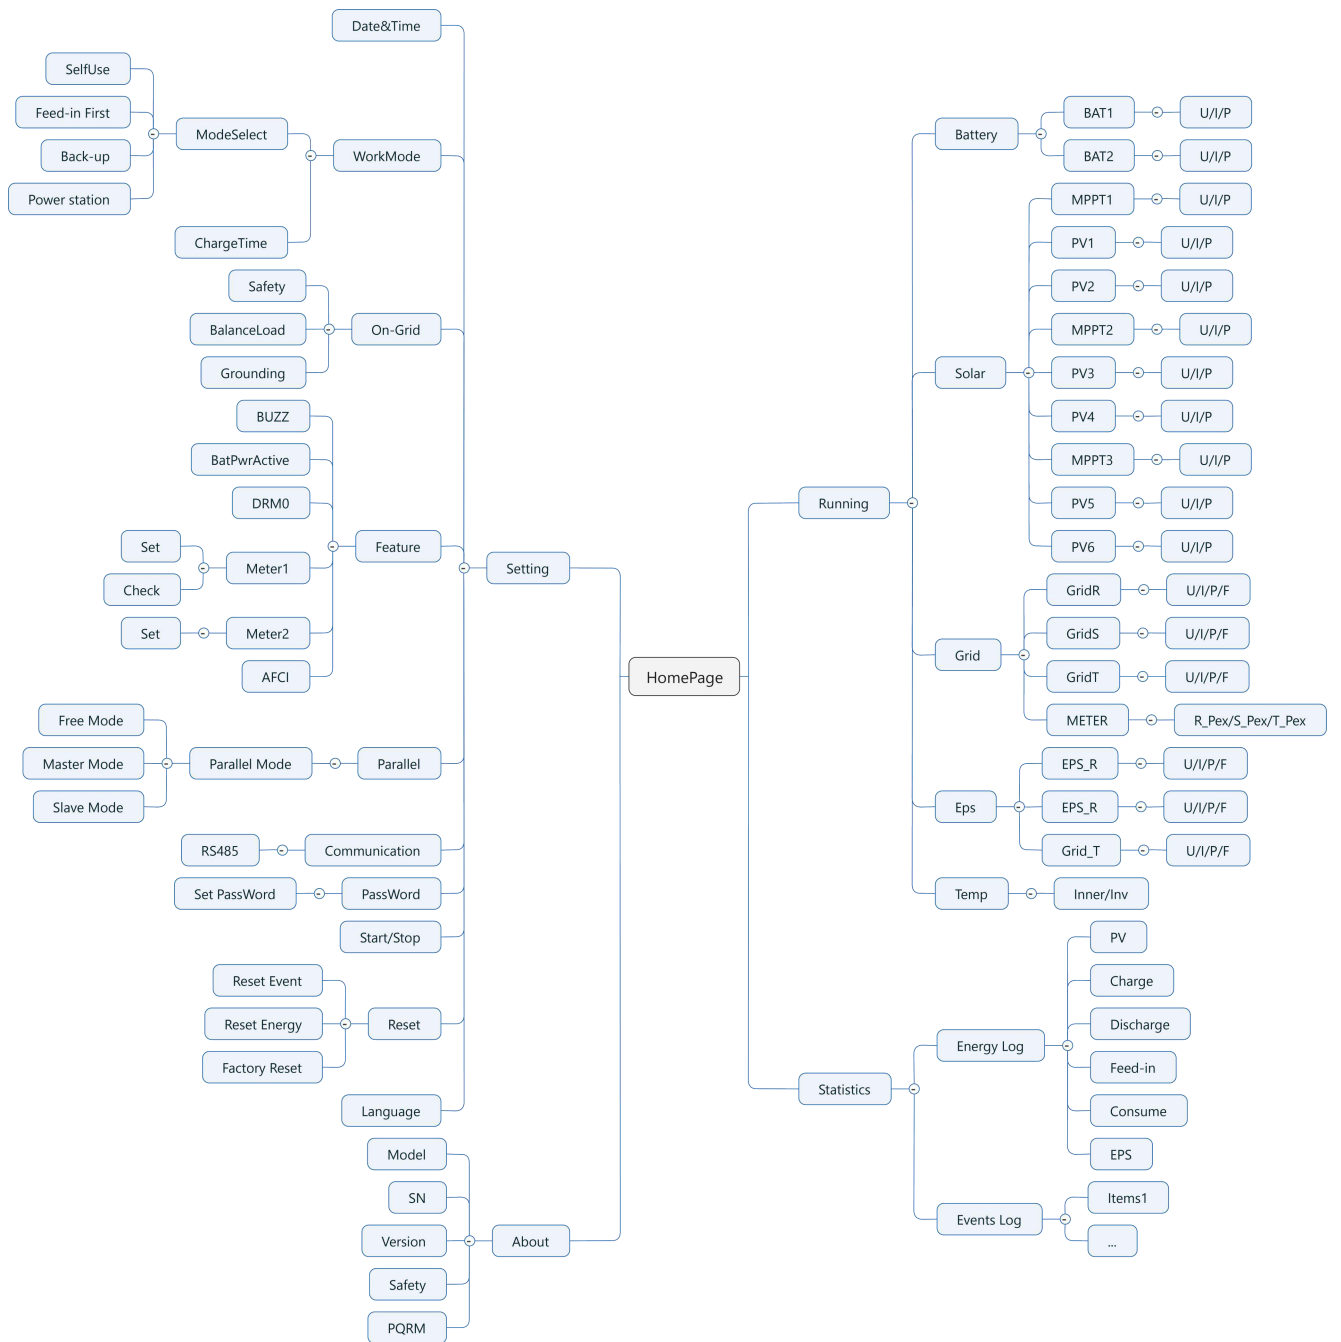 HomePage
Setting
Date&Time
WorkMode
ModeSelect
SelfUse
Feed-in First
Back-up
Power station
ChargeTime
On-Grid
Safety
BalanceLoad
Grounding
Feature
BUZZ
BatPwrActive
DRM0
Meter1
Set
Check
Meter2
Set
AFCI
Parallel
Parallel Mode
Free Mode
Master Mode
Slave Mode
Communication
RS485
PassWord
Set PassWord
Start/Stop
Reset
Reset Event
Reset Energy
Factory Reset
Language
About
Model
SN
Version
Safety
PQRM
Running
Battery
BAT1
U/I/P
BAT2
U/I/P
Solar
MPPT1
U/I/P
PV1
U/I/P
PV2
U/I/P
MPPT2
U/I/P
PV3
U/I/P
PV4
U/I/P
MPPT3
U/I/P
PV5
U/I/P
PV6
U/I/P
Grid
GridR
U/I/P/F
GridS
U/I/P/F
GridT
U/I/P/F
METER
R_Pex/S_Pex/T_Pex
Eps
EPS_R
U/I/P/F
EPS_R
U/I/P/F
Grid_T
U/I/P/F
Temp
Inner/Inv
Statistics
Energy Log
PV
Charge
Discharge
Feed-in
Consume
EPS
Events Log
Items1
...